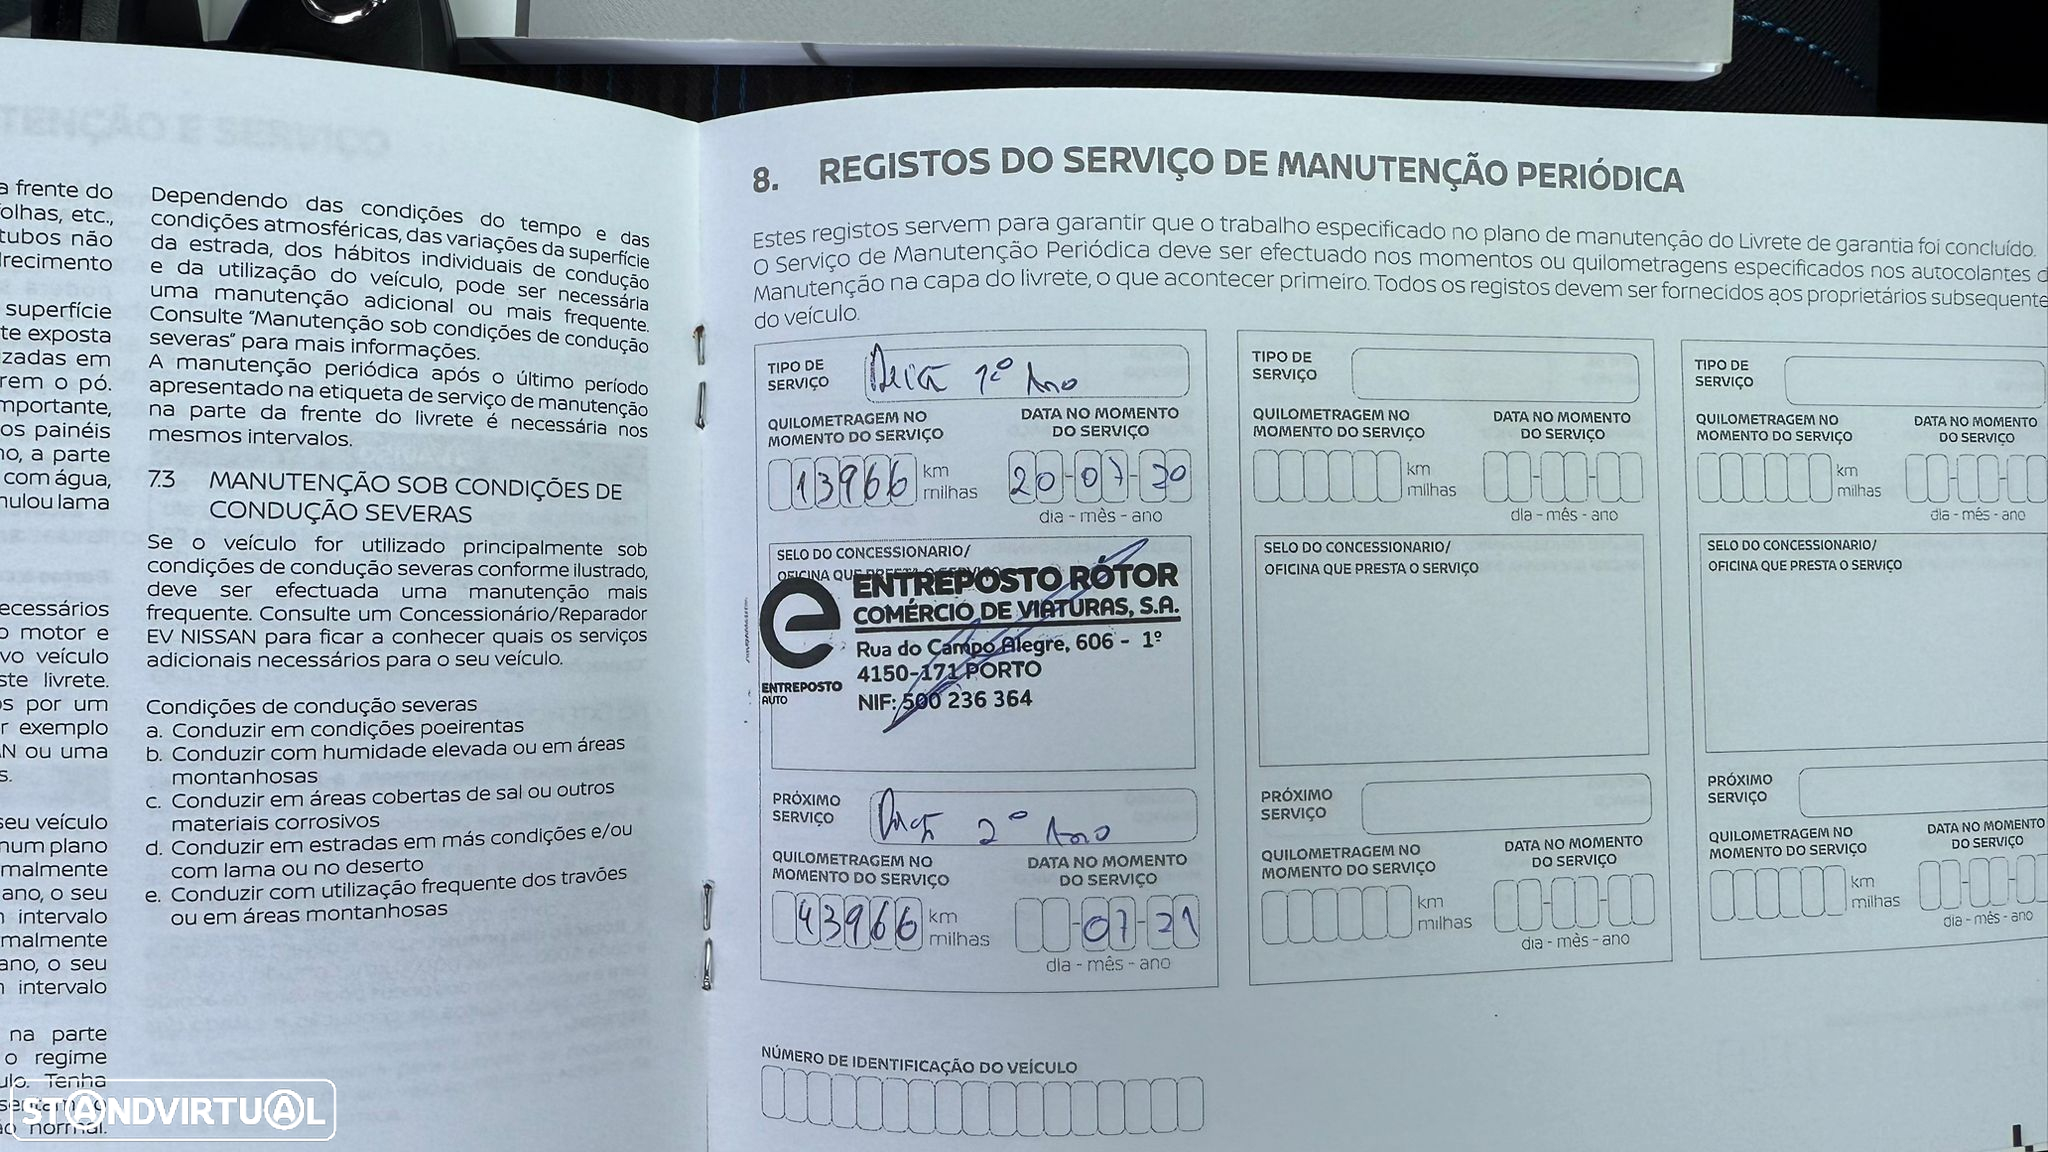 TENÇÃO E SERVIÇO
a frente do
folhas, etc.,
tubos não
superfície
te exposta
izadas em
rem o pó.
mportante,
os painéis
no, a parte
com água,
mulou lama
ecessários
o motor e
vo veículo
ste livrete.
os por um
r exemplo
AN ou uma
s.
seu veículo
num plano
malmente
ano, o seu
intervalo
malmente
ano, o seu
intervalo
na parte
o regime
ulo. Tenha
normal.
Dependendo das condições do tempo e das
condições atmosféricas, das variações da superfície
da estrada, dos hábitos individuais de condução
e da utilização do veículo, pode ser necessária
uma manutenção adicional ou mais frequente.
Consulte "Manutenção sob condições de condução
severas" para mais informações.
A manutenção periódica após o último período
apresentado na etiqueta de serviço de manutenção
na parte da frente do livrete é necessária nos
mesmos intervalos.
7.3 MANUTENÇÃO SOB CONDIÇÕES DE
CONDUÇÃO SEVERAS
Se o veículo for utilizado principalmente sob
condições de condução severas conforme ilustrado,
deve ser efectuada uma manutenção mais
frequente. Consulte um Concessionário/Reparador
EV NISSAN para ficar a conhecer quais os serviços
adicionais necessários para o seu veículo.
Condições de condução severas
a. Conduzir em condições poeirentas
b. Conduzir com humidade elevada ou em áreas
montanhosas
c. Conduzir em áreas cobertas de sal ou outros
materiais corrosivos
d. Conduzir em estradas em más condições e/ou
com lama ou no deserto
e. Conduzir com utilização frequente dos travões
ou em áreas montanhosas
8. REGISTOS DO SERVIÇO DE MANUTENÇÃO PERIÓDICA
Estes registos servem para garantir que o trabalho especificado no plano de manutenção do Livrete de garantia foi concluído.
O Serviço de Manutenção Periódica deve ser efectuado nos momentos ou quilometragens especificados nos autocolantes d
Manutenção na capa do livrete, o que acontecer primeiro. Todos os registos devem ser fornecidos aos proprietários subsequente
do veículo.
TIPO DE
SERVIÇO
1º Ano
QUILOMETRAGEM NO
MOMENTO DO SERVIÇO
DATA NO MOMENTO
DO SERVIÇO
13966 km
milhas
20-07-20
dia - mês - ano
SELO DO CONCESSIONARIO/
OFICINA QUE PRESTA O SERVIÇO
ENTREPOSTO RÓTOR
COMÉRCIO DE VIATURAS, S.A.
Rua do Campo Alegre, 606 - 1º
4150-171 PORTO
NIF: 500 236 364
e
ENTREPOSTO
AUTO
PRÓXIMO
SERVIÇO
2º Ano
QUILOMETRAGEM NO
MOMENTO DO SERVIÇO
DATA NO MOMENTO
DO SERVIÇO
43966 km
milhas
-07-21
dia - mês - ano
TIPO DE
SERVIÇO
QUILOMETRAGEM NO
MOMENTO DO SERVIÇO
DATA NO MOMENTO
DO SERVIÇO
km
milhas
dia - mês - ano
SELO DO CONCESSIONARIO/
OFICINA QUE PRESTA O SERVIÇO
PRÓXIMO
SERVIÇO
QUILOMETRAGEM NO
MOMENTO DO SERVIÇO
DATA NO MOMENTO
DO SERVIÇO
km
milhas
dia - mês - ano
TIPO DE
SERVIÇO
QUILOMETRAGEM NO
MOMENTO DO SERVIÇO
DATA NO MOMENTO
DO SERVIÇO
km
milhas
dia - mês - ano
SELO DO CONCESSIONARIO/
OFICINA QUE PRESTA O SERVIÇO
PRÓXIMO
SERVIÇO
QUILOMETRAGEM NO
MOMENTO DO SERVIÇO
DATA NO MOMENTO
DO SERVIÇO
km
milhas
dia - mês - ano
NÚMERO DE IDENTIFICAÇÃO DO VEÍCULO
STANDVIRTUAL